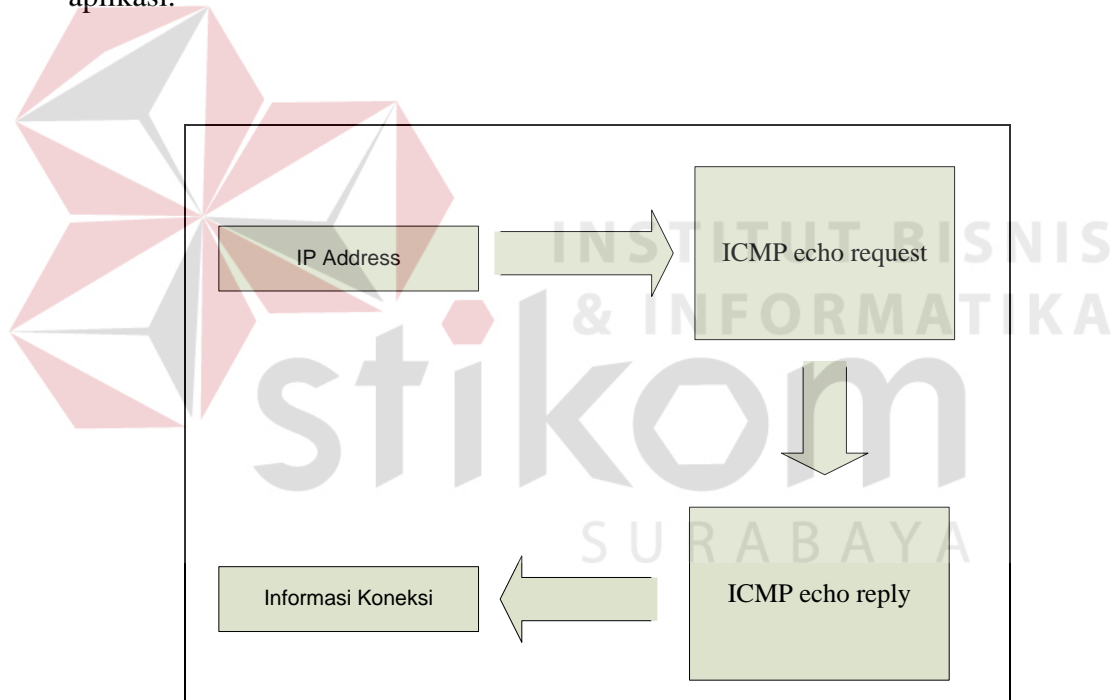 aplikasi.
INSTITUT BISNIS
& INFORMATIKA
stikom
SURABAYA
IP Address
ICMP echo request
ICMP echo reply
Informasi Koneksi